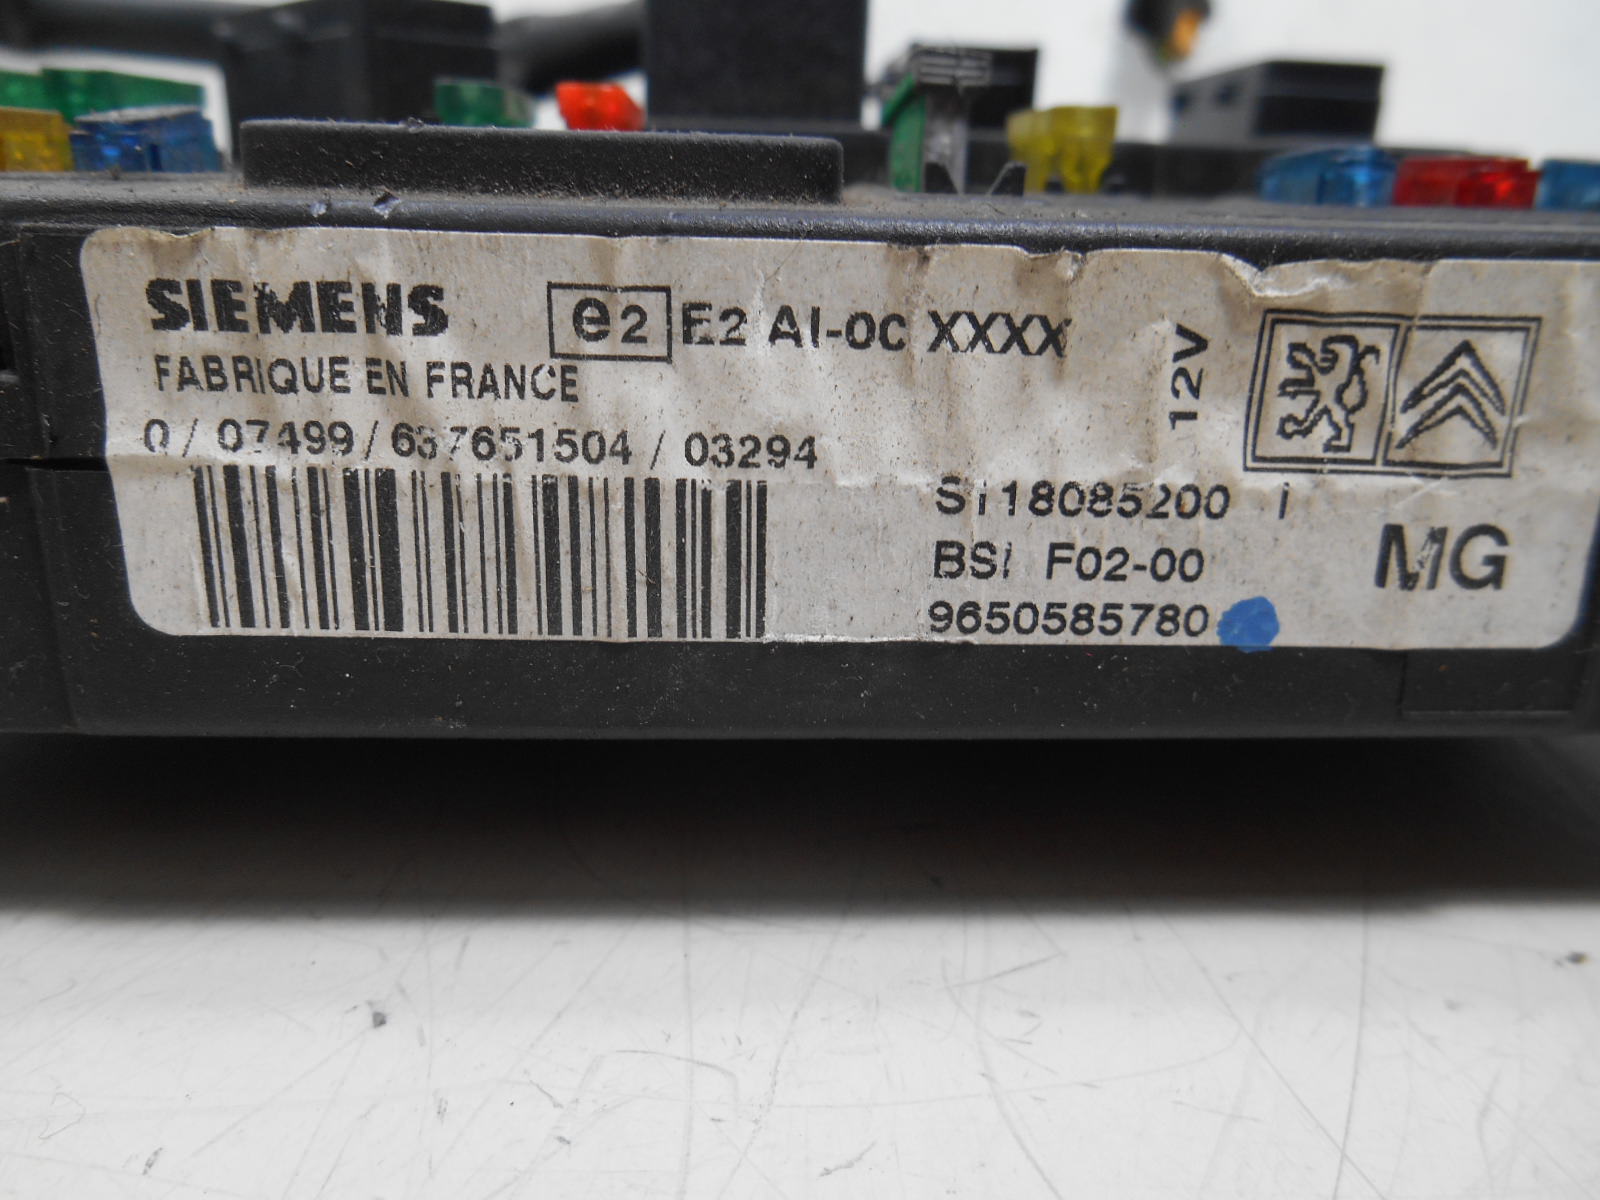 SIEMENS e2 E2 AI-0C XXXX
FABRIQUE EN FRANCE
12V
0 / 07499 / 637651504 / 03294
S118085200 I
BSI F02-00 MG
9650585780